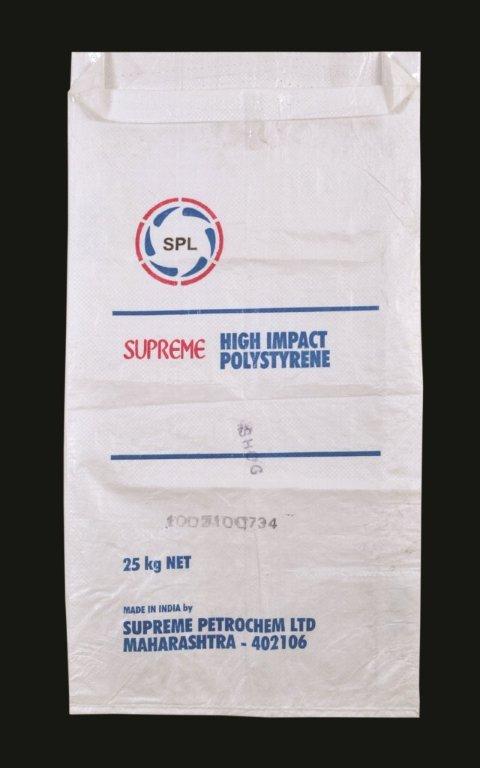 SPL
SUPREME
HIGH IMPACT
POLYSTYRENE
25 kg NET
MADE IN INDIA by
SUPREME PETROCHEM LTD
MAHARASHTRA - 402106